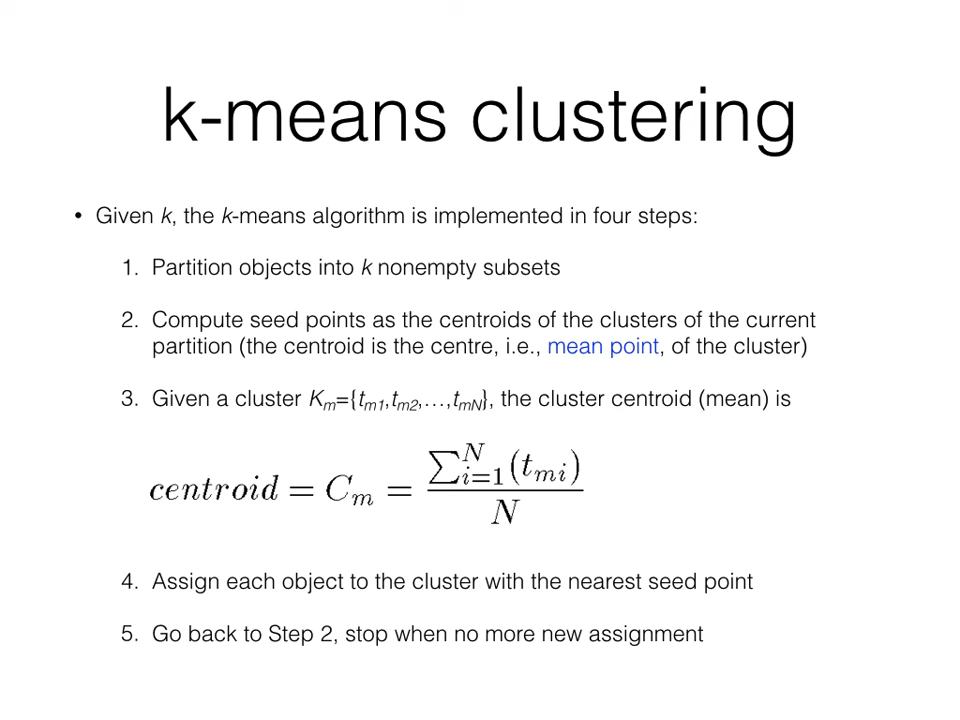 k-means clustering
• Given k, the k-means algorithm is implemented in four steps:
1. Partition objects into k nonempty subsets
2. Compute seed points as the centroids of the clusters of the current
partition (the centroid is the centre, i.e., mean point, of the cluster)
3. Given a cluster Kₘ={tₘ₁,tₘ₂,…,tₘN}, the cluster centroid (mean) is
centroid = Cₘ = ∑ᵢ₌₁ᴺ(tₘᵢ) / N
4. Assign each object to the cluster with the nearest seed point
5. Go back to Step 2, stop when no more new assignment